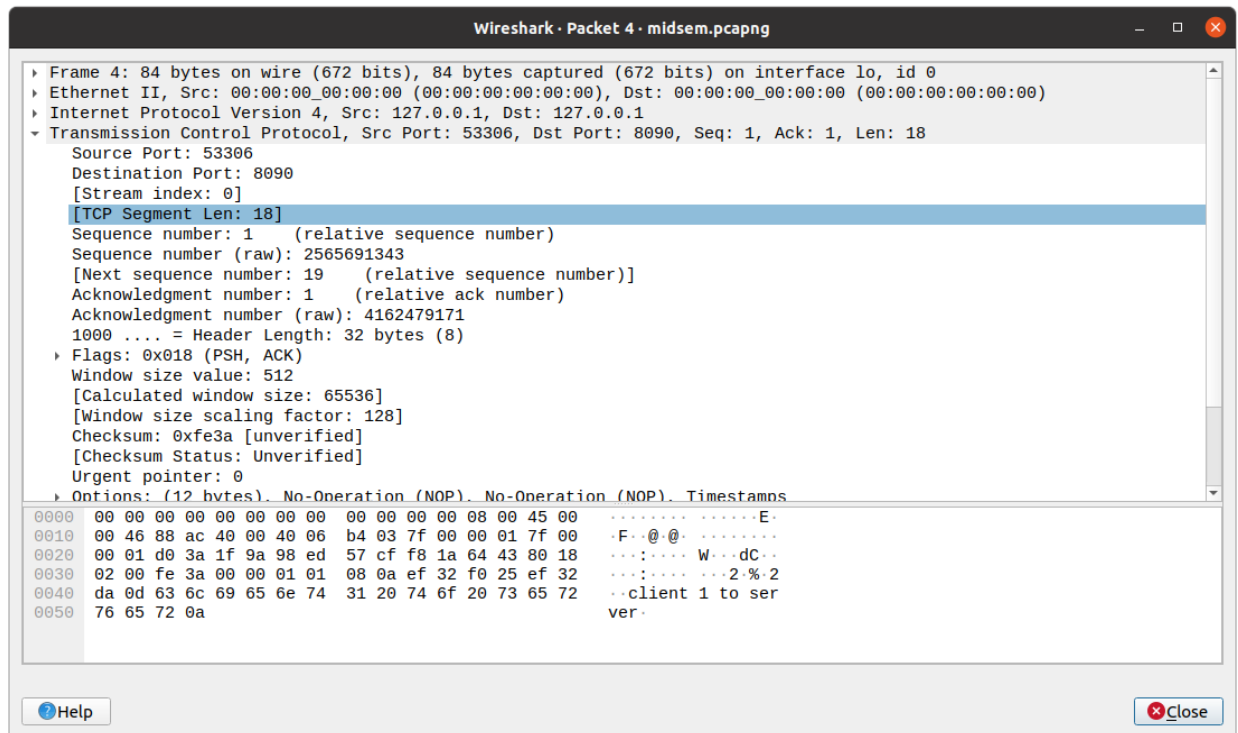 Wireshark · Packet 4 · midsem.pcapng
Frame 4: 84 bytes on wire (672 bits), 84 bytes captured (672 bits) on interface lo, id 0
Ethernet II, Src: 00:00:00_00:00:00 (00:00:00:00:00:00), Dst: 00:00:00_00:00:00 (00:00:00:00:00:00)
Internet Protocol Version 4, Src: 127.0.0.1, Dst: 127.0.0.1
Transmission Control Protocol, Src Port: 53306, Dst Port: 8090, Seq: 1, Ack: 1, Len: 18
Source Port: 53306
Destination Port: 8090
[Stream index: 0]
[TCP Segment Len: 18]
Sequence number: 1    (relative sequence number)
Sequence number (raw): 2565691343
[Next sequence number: 19    (relative sequence number)]
Acknowledgment number: 1    (relative ack number)
Acknowledgment number (raw): 4162479171
1000 .... = Header Length: 32 bytes (8)
Flags: 0x018 (PSH, ACK)
Window size value: 512
[Calculated window size: 65536]
[Window size scaling factor: 128]
Checksum: 0xfe3a [unverified]
[Checksum Status: Unverified]
Urgent pointer: 0
Options: (12 bytes), No-Operation (NOP), No-Operation (NOP), Timestamps
0000  00 00 00 00 00 00 00 00  00 00 00 00 08 00 45 00  ········ ······E·
0010  00 46 88 ac 40 00 40 06  b4 03 7f 00 00 01 7f 00  ·F··@·@· ········
0020  00 01 d0 3a 1f 9a 98 ed  57 cf f8 1a 64 43 80 18  ···:···· W···dC··
0030  02 00 fe 3a 00 00 01 01  08 0a ef 32 f0 25 ef 32  ···:···· ···2·%·2
0040  da 0d 63 6c 69 65 6e 74  31 20 74 6f 20 73 65 72  ··client 1 to ser
0050  76 65 72 0a  ver·
Help
Close